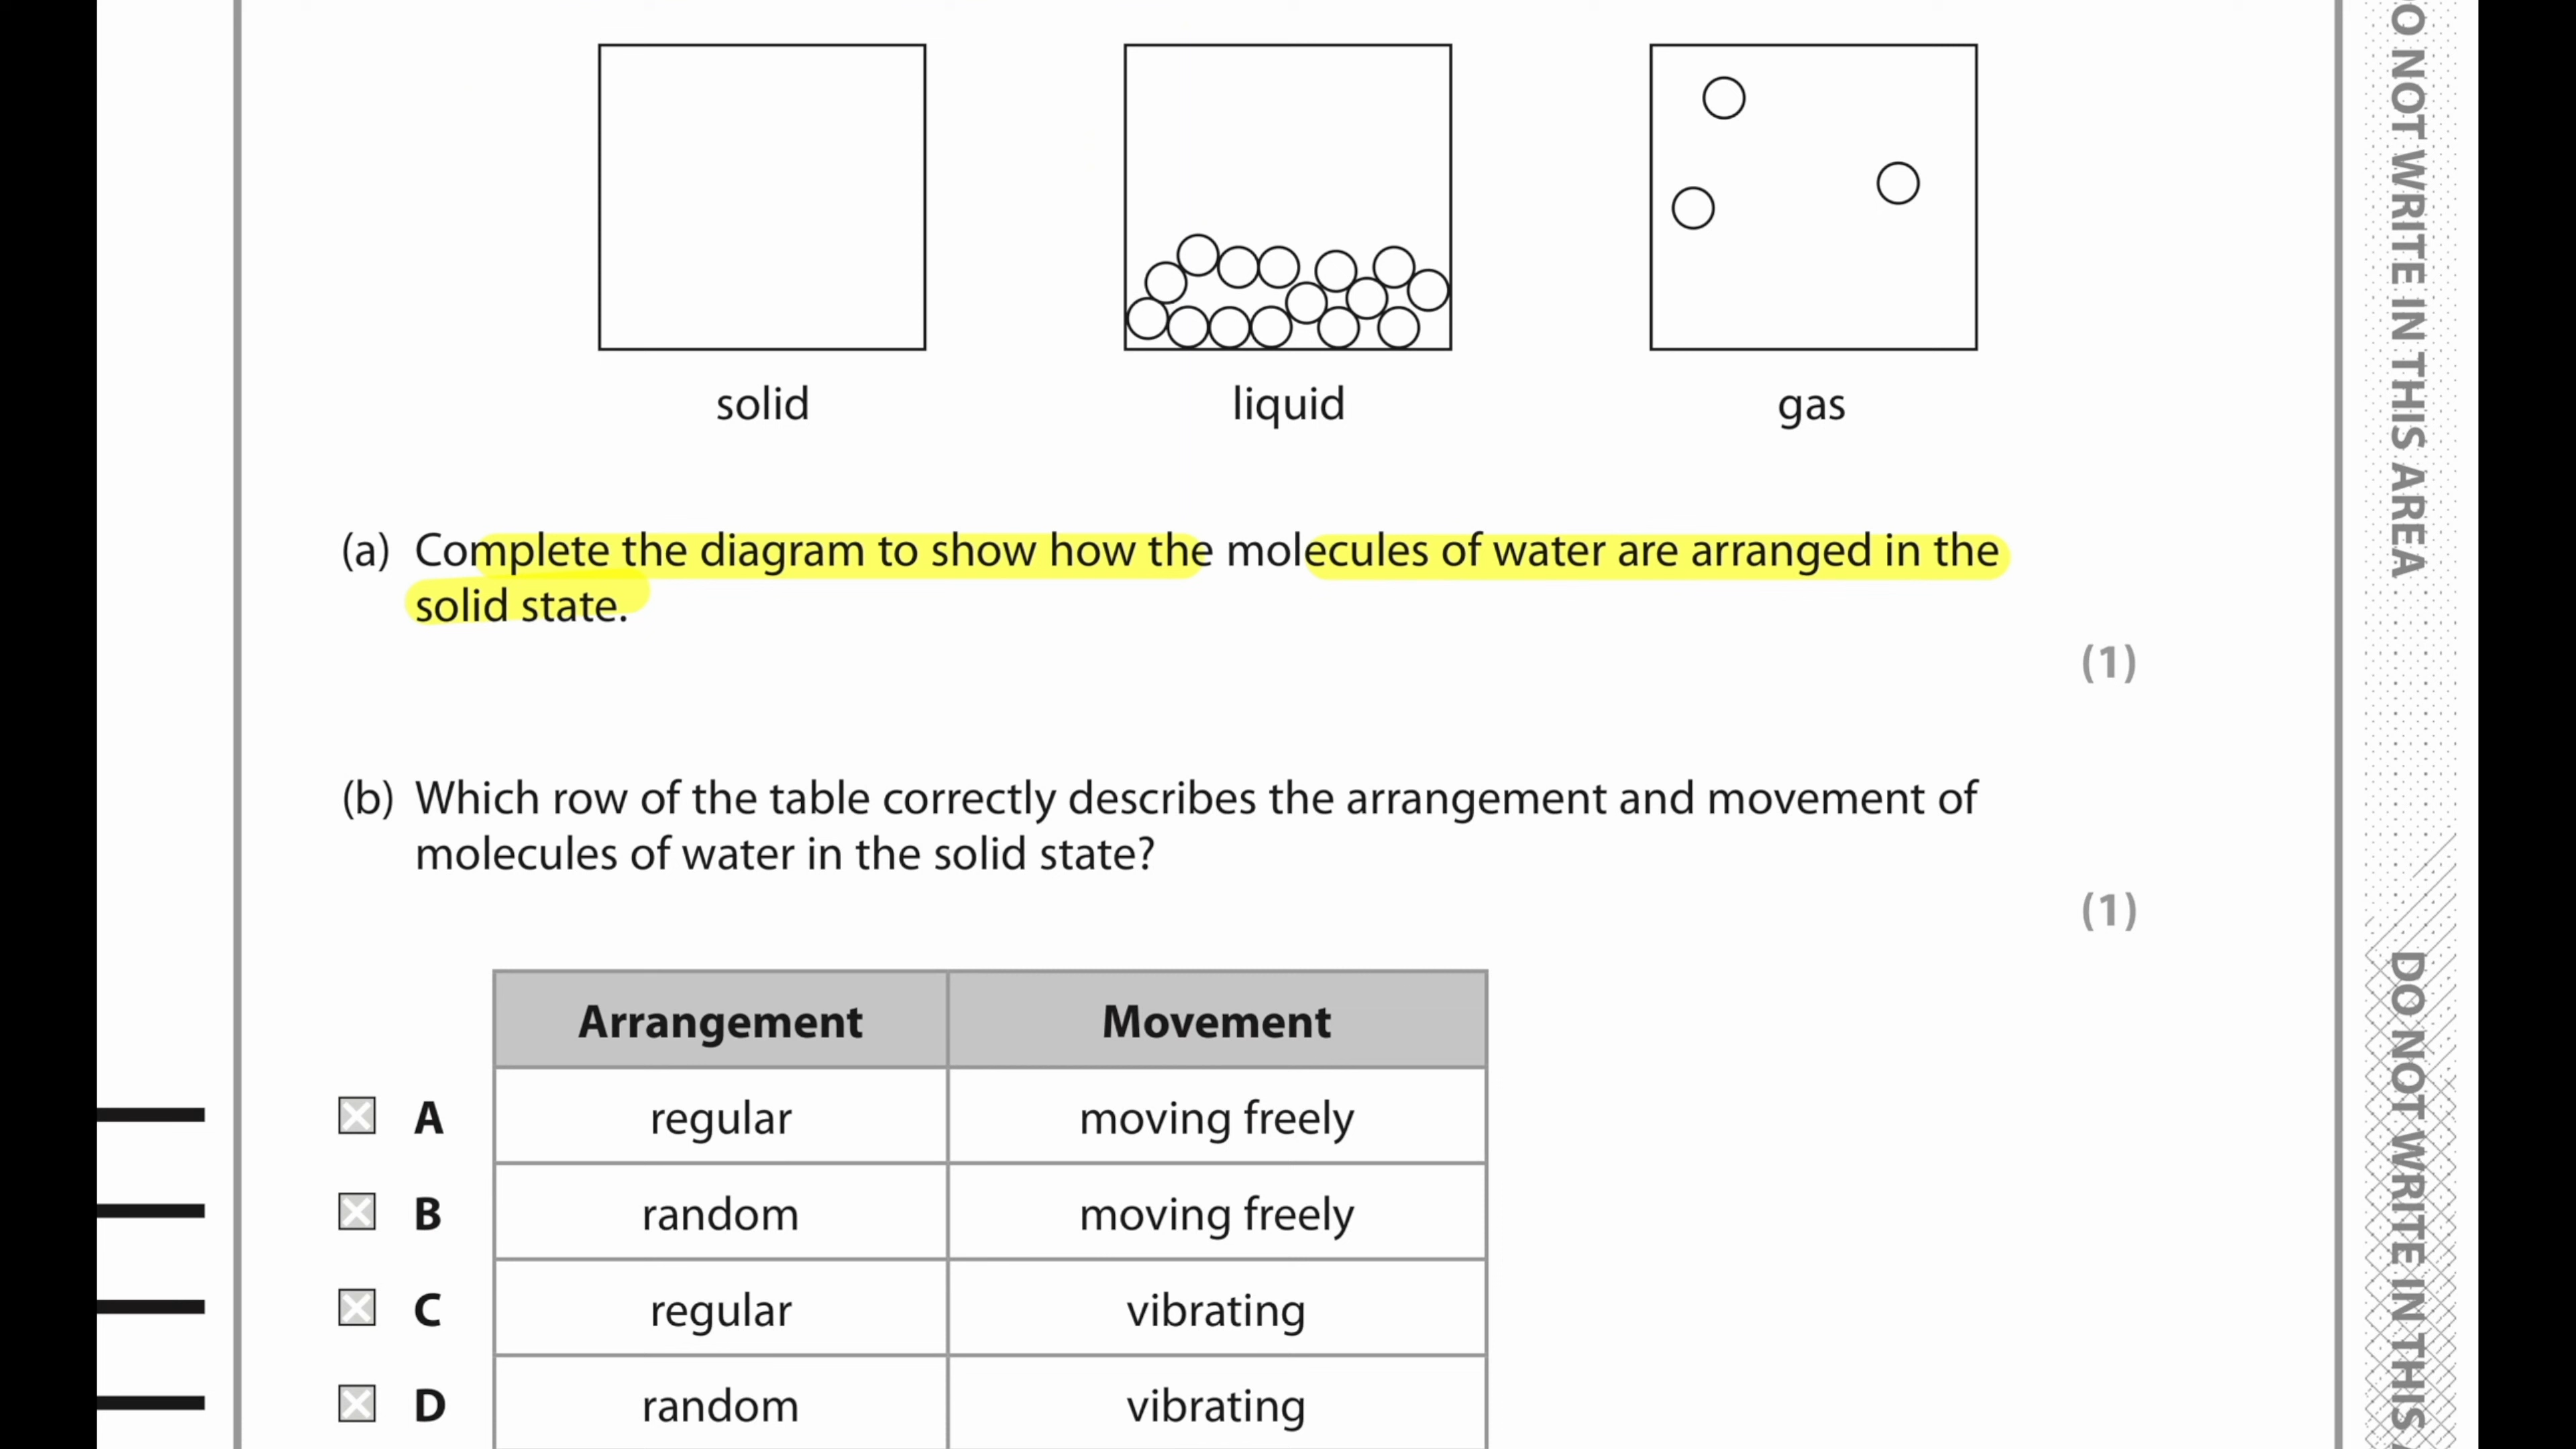 solid
liquid
gas
(a) Complete the diagram to show how the molecules of water are arranged in the
solid state.
(1)
(b) Which row of the table correctly describes the arrangement and movement of
molecules of water in the solid state?
(1)
Arrangement Movement
A regular moving freely
B random moving freely
C regular vibrating
D random vibrating
O NOT WRITE IN THIS AREA
DO NOT WRITE IN THIS